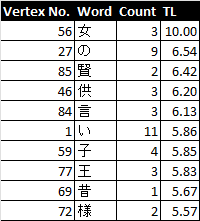 Vertex No. Word Count TL
56 女 3 10.00
27 の 9 6.54
85 賢 2 6.42
46 供 3 6.20
84 言 3 6.13
1 い 11 5.86
59 子 4 5.85
77 王 3 5.83
69 昔 1 5.67
72 様 2 5.57